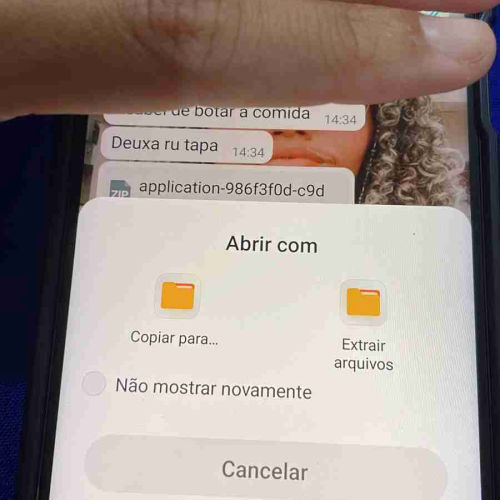 de botar a comida 14:34
Deuxa ru tapa 14:34
ZIP application-986f3f0d-c9d
Abrir com
Copiar para... Extrair
arquivos
Não mostrar novamente
Cancelar